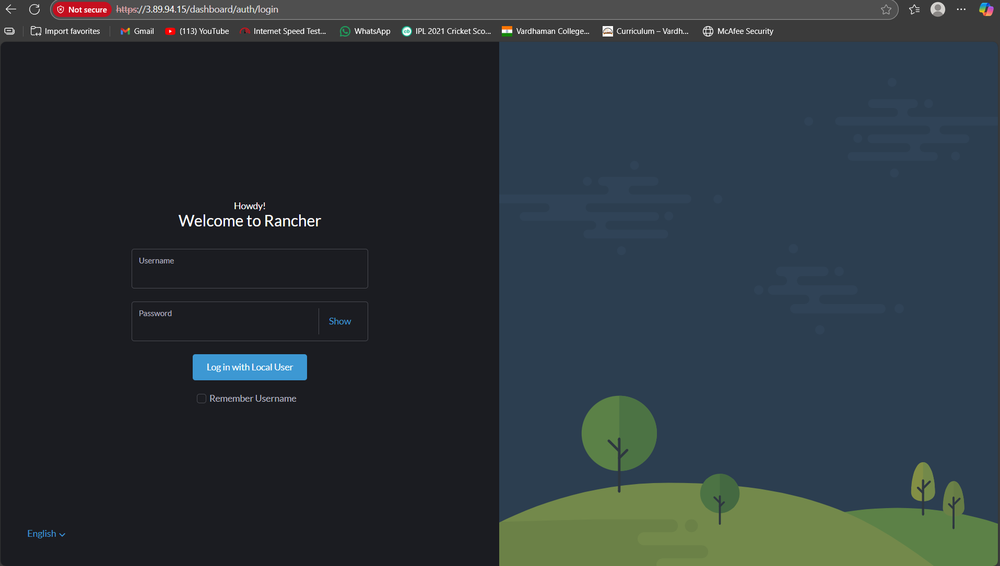 Not secure https://3.89.94.15/dashboard/auth/login
Import favorites Gmail (113) YouTube Internet Speed Test... WhatsApp IPL 2021 Cricket Sco... Vardhaman College... Curriculum – Vardh... McAfee Security
Howdy!
Welcome to Rancher
Username
Password
Show
Log in with Local User
Remember Username
English